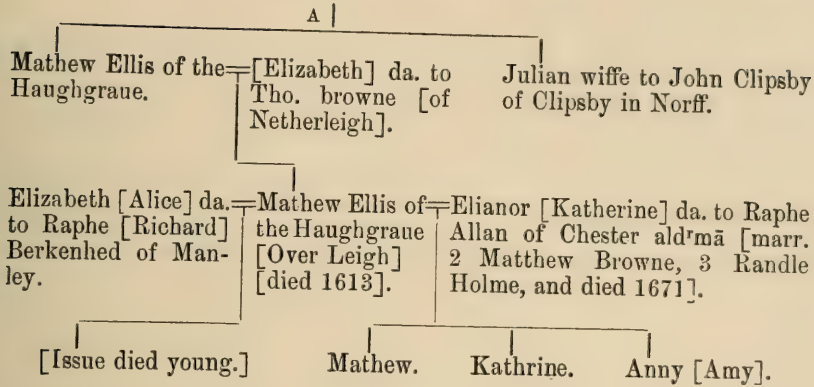 A
Mathew Ellis of the
Haughgraue.
[Elizabeth] da. to
Tho. browne [of
Netherleigh].
Julian wiffe to John Clipsby
of Clipsby in Norff.
Elizabeth [Alice] da.
to Raphe [Richard]
Berkenhed of Man-
ley.
Mathew Ellis of
the Haughgraue
[Over Leigh]
[died 1613].
Elianor [Katherine] da. to Raphe
Allan of Chester aldʳmā [marr.
2 Matthew Browne, 3 Randle
Holme, and died 1671].
[Issue died young.]
Mathew.
Kathrine.
Anny [Amy].